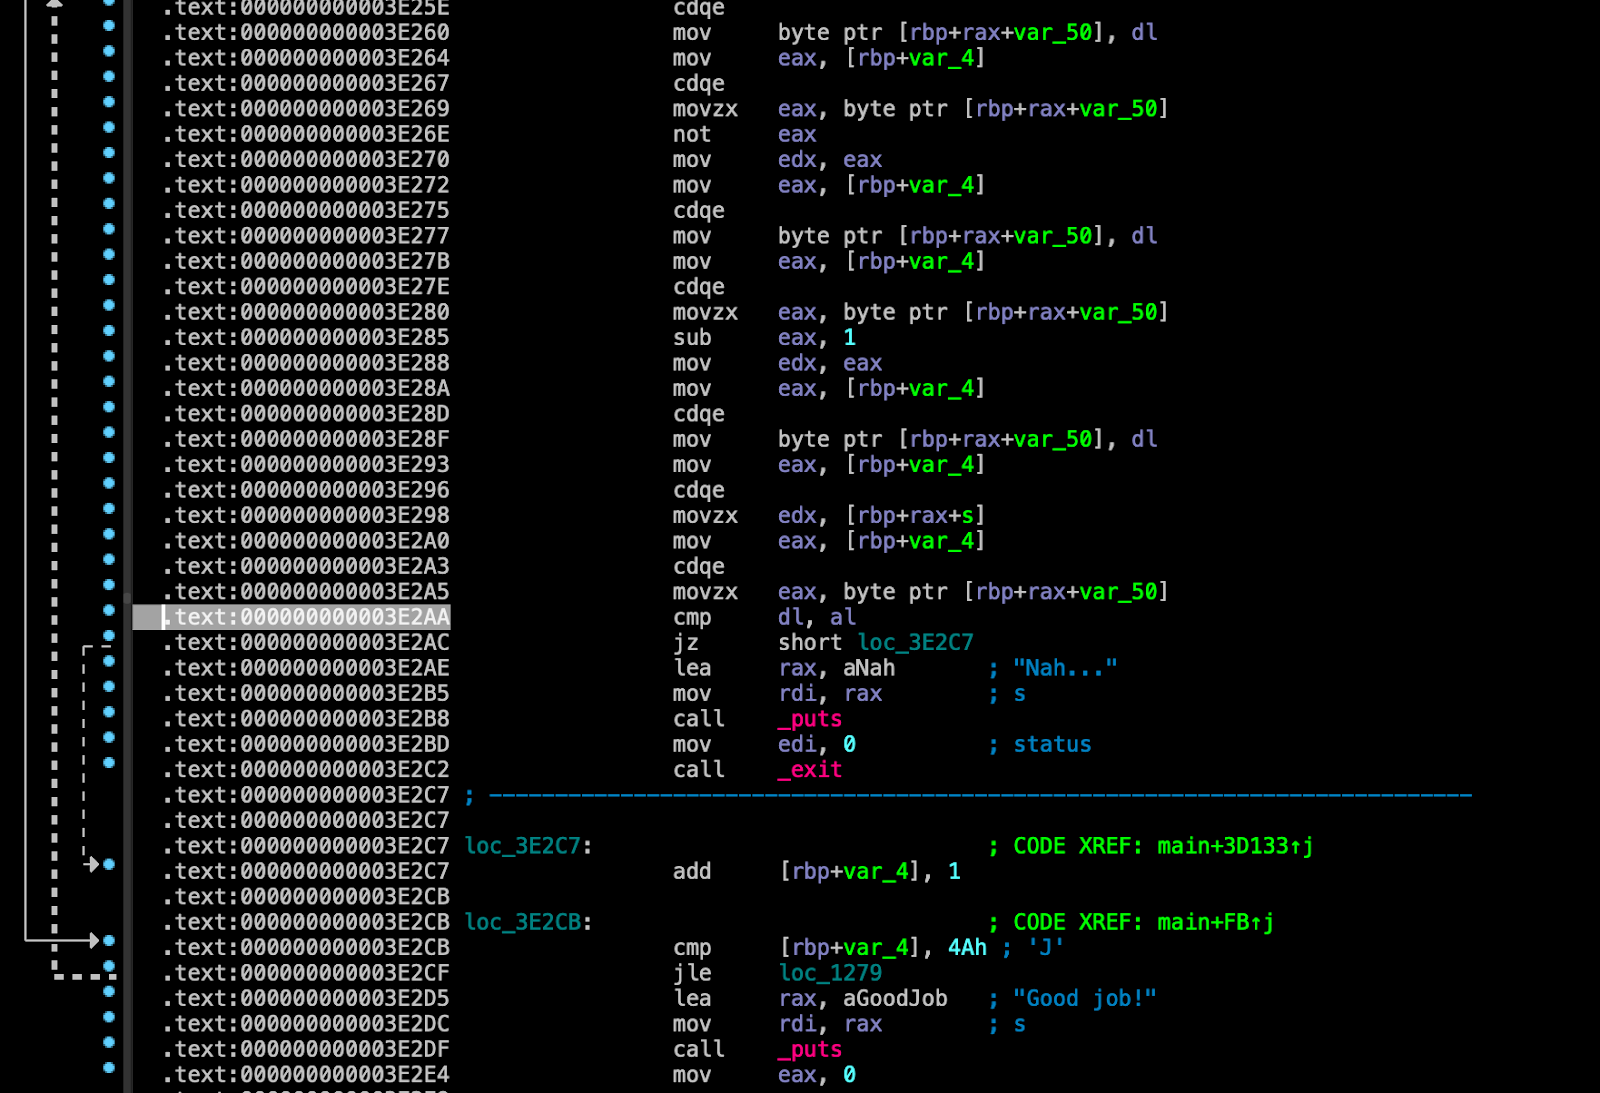 .text:000000000003E25E cdqe
.text:000000000003E260 mov byte ptr [rbp+rax+var_50], dl
.text:000000000003E264 mov eax, [rbp+var_4]
.text:000000000003E267 cdqe
.text:000000000003E269 movzx eax, byte ptr [rbp+rax+var_50]
.text:000000000003E26E not eax
.text:000000000003E270 mov edx, eax
.text:000000000003E272 mov eax, [rbp+var_4]
.text:000000000003E275 cdqe
.text:000000000003E277 mov byte ptr [rbp+rax+var_50], dl
.text:000000000003E27B mov eax, [rbp+var_4]
.text:000000000003E27E cdqe
.text:000000000003E280 movzx eax, byte ptr [rbp+rax+var_50]
.text:000000000003E285 sub eax, 1
.text:000000000003E288 mov edx, eax
.text:000000000003E28A mov eax, [rbp+var_4]
.text:000000000003E28D cdqe
.text:000000000003E28F mov byte ptr [rbp+rax+var_50], dl
.text:000000000003E293 mov eax, [rbp+var_4]
.text:000000000003E296 cdqe
.text:000000000003E298 movzx edx, [rbp+rax+s]
.text:000000000003E2A0 mov eax, [rbp+var_4]
.text:000000000003E2A3 cdqe
.text:000000000003E2A5 movzx eax, byte ptr [rbp+rax+var_50]
.text:000000000003E2AA cmp dl, al
.text:000000000003E2AC jz short loc_3E2C7
.text:000000000003E2AE lea rax, aNah ; "Nah..."
.text:000000000003E2B5 mov rdi, rax ; s
.text:000000000003E2B8 call _puts
.text:000000000003E2BD mov edi, 0 ; status
.text:000000000003E2C2 call _exit
.text:000000000003E2C7 ; ---------------------------------------------------------------------------
.text:000000000003E2C7
.text:000000000003E2C7 loc_3E2C7: ; CODE XREF: main+3D133↑j
.text:000000000003E2C7 add [rbp+var_4], 1
.text:000000000003E2CB
.text:000000000003E2CB loc_3E2CB: ; CODE XREF: main+FB↑j
.text:000000000003E2CB cmp [rbp+var_4], 4Ah ; 'J'
.text:000000000003E2CF jle loc_1279
.text:000000000003E2D5 lea rax, aGoodJob ; "Good job!"
.text:000000000003E2DC mov rdi, rax ; s
.text:000000000003E2DF call _puts
.text:000000000003E2E4 mov eax, 0